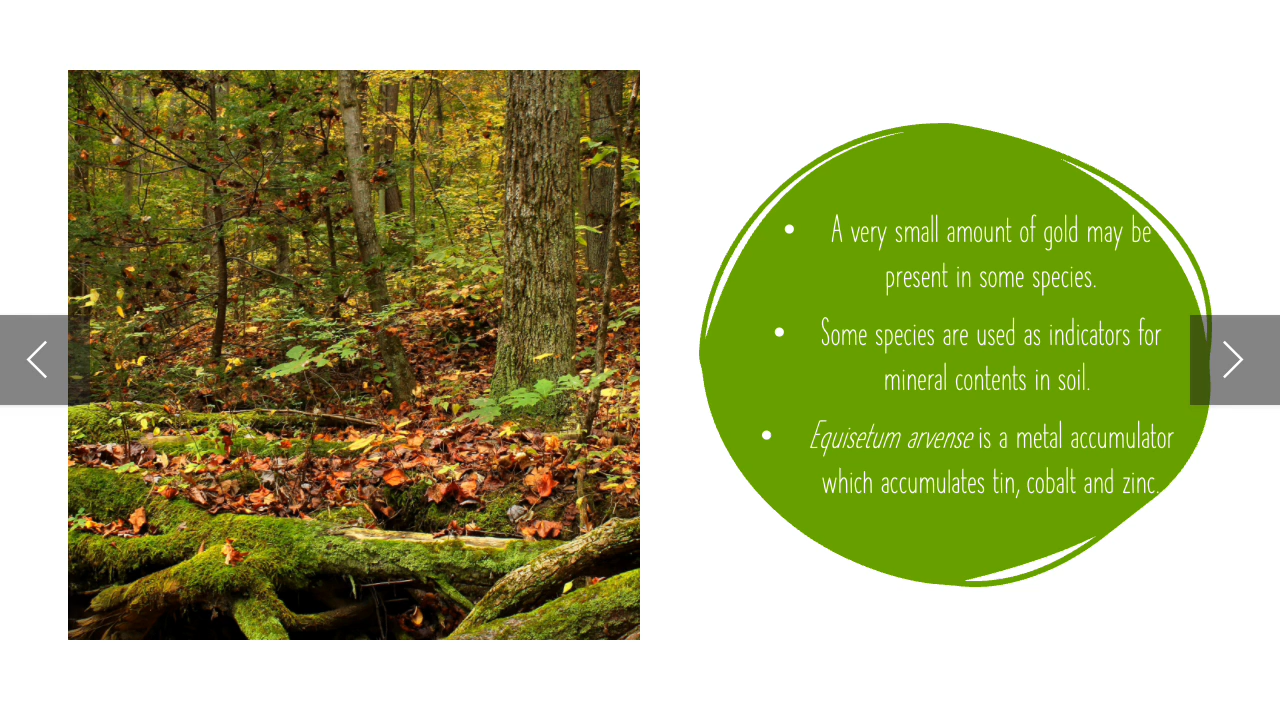 • A very small amount of gold may be
present in some species.
• Some species are used as indicators for
mineral contents in soil.
• Equisetum arvense is a metal accumulator
which accumulates tin, cobalt and zinc.